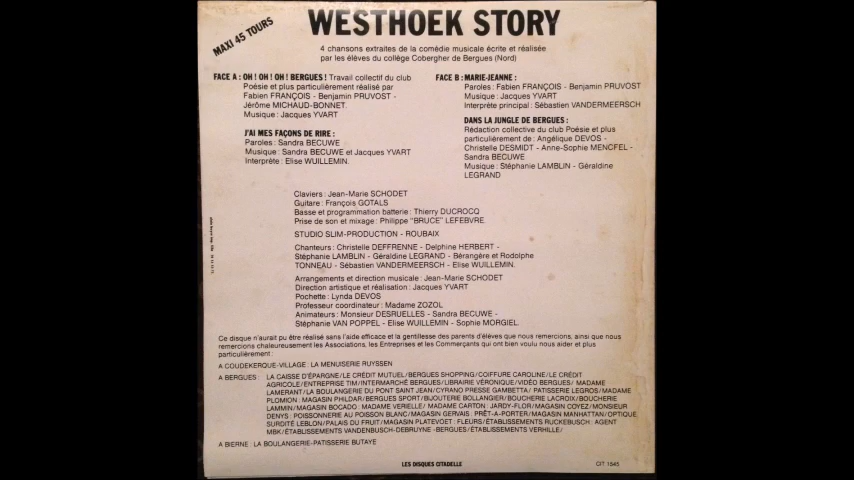 WESTHOEK STORY
MAXI 45 TOURS
4 chansons extraites de la comédie musicale écrite et réalisée
par les élèves du collège Cobergher de Bergues (Nord)
FACE A : OH ! OH ! OH ! BERGUES ! Travail collectif du club
Poésie et plus particulièrement réalisé par
Fabien FRANÇOIS - Benjamin PRUVOST -
Jérôme MICHAUD-BONNET.
Musique : Jacques YVART
J'AI MES FAÇONS DE RIRE :
Paroles : Sandra BECUWE
Musique : Sandra BECUWE et Jacques YVART
Interprète : Elise WUILLEMIN.
FACE B : MARIE-JEANNE :
Paroles : Fabien FRANÇOIS - Benjamin PRUVOST
Musique : Jacques YVART
Interprète principal : Sébastien VANDERMEERSCH
DANS LA JUNGLE DE BERGUES :
Rédaction collective du club Poésie et plus
particulièrement de : Angélique DEVOS -
Christelle DESMIDT - Anne-Sophie MENCFEL -
Sandra BECUWE
Musique : Stéphanie LAMBLIN - Géraldine
LEGRAND
Claviers : Jean-Marie SCHODET
Guitare : François GOTALS
Basse et programmation batterie : Thierry DUCROCQ
Prise de son et mixage : Philippe "BRUCE" LEFEBVRE.
STUDIO SLIM-PRODUCTION - ROUBAIX
Chanteurs : Christelle DEFFRENNE - Delphine HERBERT -
Stéphanie LAMBLIN - Géraldine LEGRAND - Bérangère et Rodolphe
TONNEAU - Sébastien VANDERMEERSCH - Elise WUILLEMIN.
Arrangements et direction musicale : Jean-Marie SCHODET
Direction artistique et réalisation : Jacques YVART
Pochette : Lynda DEVOS
Professeur coordinateur : Madame ZOZOL
Animateurs : Monsieur DESRUELLES - Sandra BECUWE -
Stéphanie VAN POPPEL - Elise WUILLEMIN - Sophie MORGIEL.
Ce disque n'aurait pu être réalisé sans l'aide efficace et la gentillesse des parents d'élèves que nous remercions, ainsi que nous
remercions chaleureusement les Associations, les Entreprises et les Commerçants qui ont bien voulu nous aider et plus
particulièrement :
A COUDEKERQUE-VILLAGE : LA MENUISERIE RUYSSEN
A BERGUES : LA CAISSE D'ÉPARGNE/LE CRÉDIT MUTUEL/BERGUES SHOPPING/COIFFURE CAROLINE/LE CRÉDIT
AGRICOLE/ENTREPRISE TIM/INTERMARCHÉ BERGUES/LIBRAIRIE VÉRONIQUE/VIDÉO BERGUES/ MADAME
LAMERANT/LA BOULANGERIE DU PONT SAINT JEAN/CYRANO PRESSE GAMBETTA/ PATISSERIE LEGROS/MADAME
PLOMION : MAGASIN PHILDAR/BERGUES SPORT/BIJOUTERIE BOLLANGIER/BOUCHERIE LACROIX/BOUCHERIE
LAMMIN/MAGASIN BOCADO : MADAME VERIELLE/ MADAME CARTON : JARDY-FLOR/MAGASIN COYEZ/MONSIEUR
DENYS : POISSONNERIE AU POISSON BLANC/MAGASIN GERVAIS : PRÊT-A-PORTER/MAGASIN MANHATTAN/OPTIQUE
SURDITÉ LEBLON/PALAIS DU FRUIT/MAGASIN PLATEVOET : FLEURS/ÉTABLISSEMENTS RUCKEBUSCH : AGENT
MBK/ÉTABLISSEMENTS VANDENBUSCH-DEBRUYNE -BERGUES/ÉTABLISSEMENTS VERHILLE/
A BIERNE : LA BOULANGERIE-PATISSERIE BUTAYE
LES DISQUES CITADELLE
CIT 1545